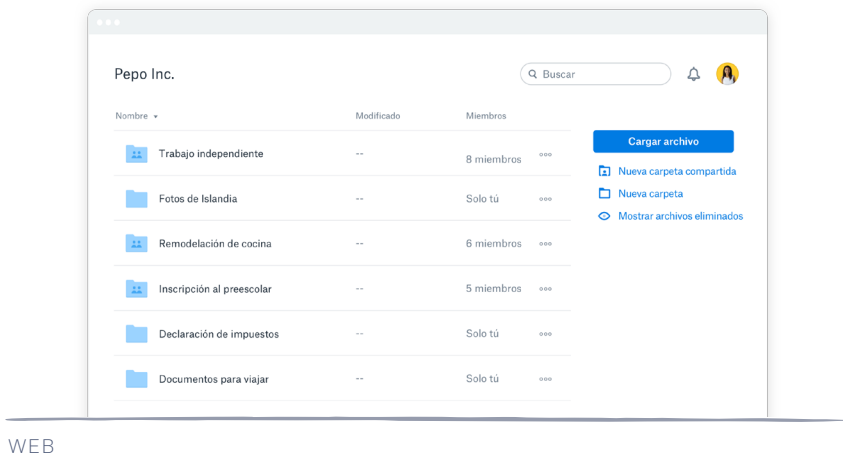 Pepo Inc.
Buscar
Nombre Modificado Miembros
Trabajo independiente -- 8 miembros
Fotos de Islandia -- Solo tú
Remodelación de cocina -- 6 miembros
Inscripción al preescolar -- 5 miembros
Declaración de impuestos -- Solo tú
Documentos para viajar -- Solo tú
Cargar archivo
Nueva carpeta compartida
Nueva carpeta
Mostrar archivos eliminados
WEB